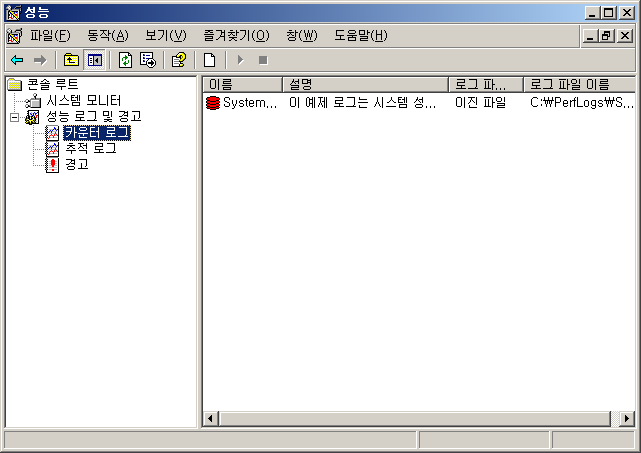 성능
파일(F) 동작(A) 보기(V) 즐겨찾기(O) 창(W) 도움말(H)
콘솔 루트
시스템 모니터
성능 로그 및 경고
카운터 로그
추적 로그
경고
이름 설명 로그 파... 로그 파일 이름
System... 이 예제 로그는 시스템 성... 이진 파일 C:₩PerfLogs₩S...